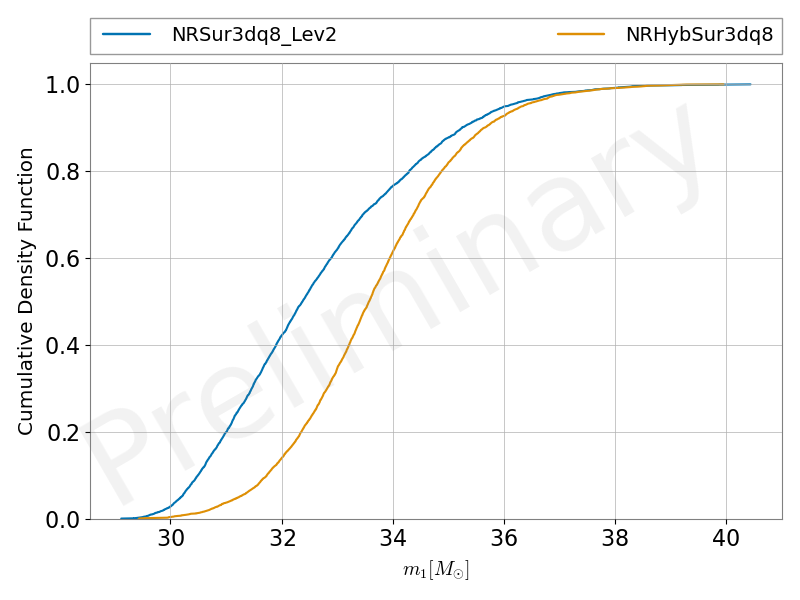 NRSur3dq8_Lev2 NRHybSur3dq8
1.0
0.8
0.6
0.4
0.2
0.0
Cumulative Density Function
Preliminary
30 32 34 36 38 40
m₁[M☉]